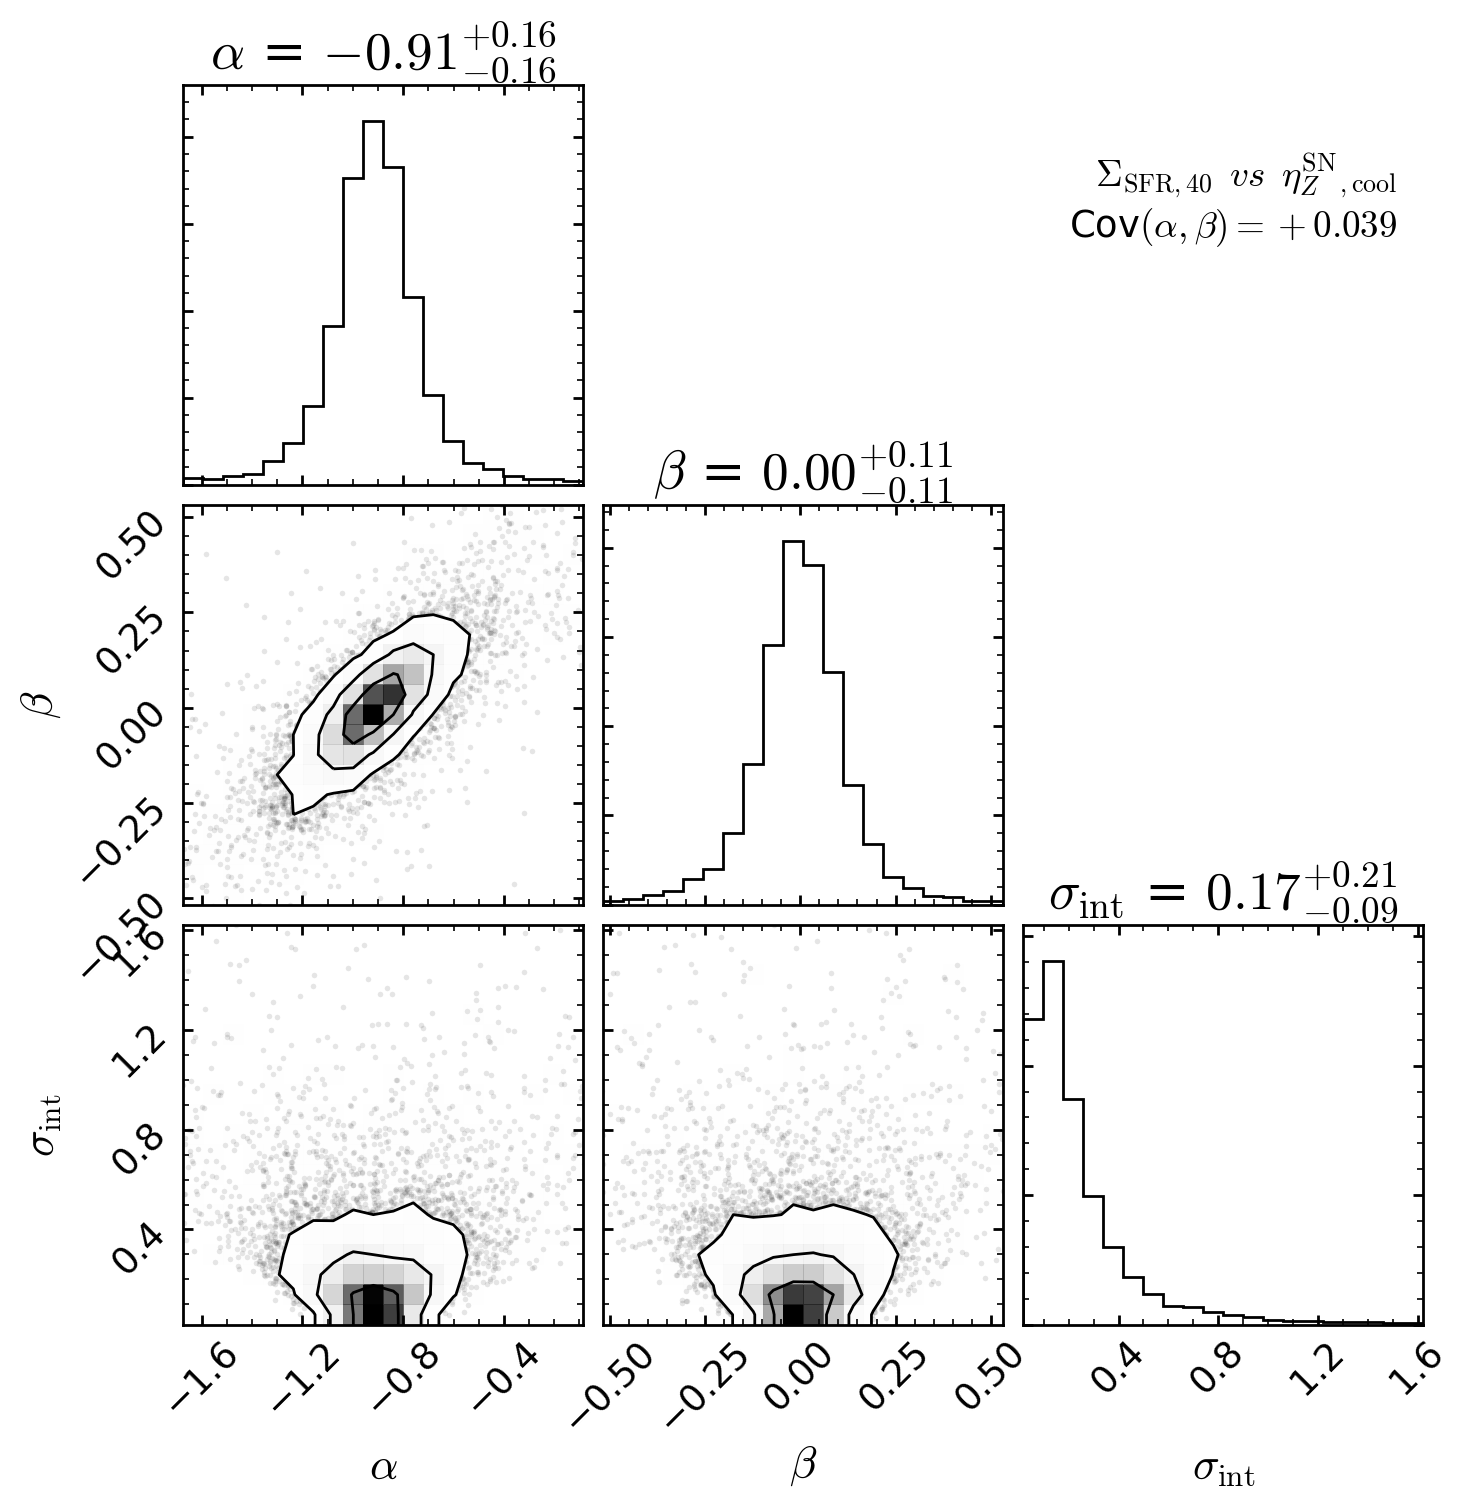 α = −0.91 +0.16 −0.16
Σ_SFR, 40 vs η_Z^SN, cool
Cov(α, β) = +0.039
β = 0.00 +0.11 −0.11
σ_int = 0.17 +0.21 −0.09
0.50
0.25
0.00
−0.25
−0.50
β
1.6
1.2
0.8
0.4
σ_int
−1.6 −1.2 −0.8 −0.4
−0.50 −0.25 0.00 0.25 0.50
0.4 0.8 1.2 1.6
α β σ_int